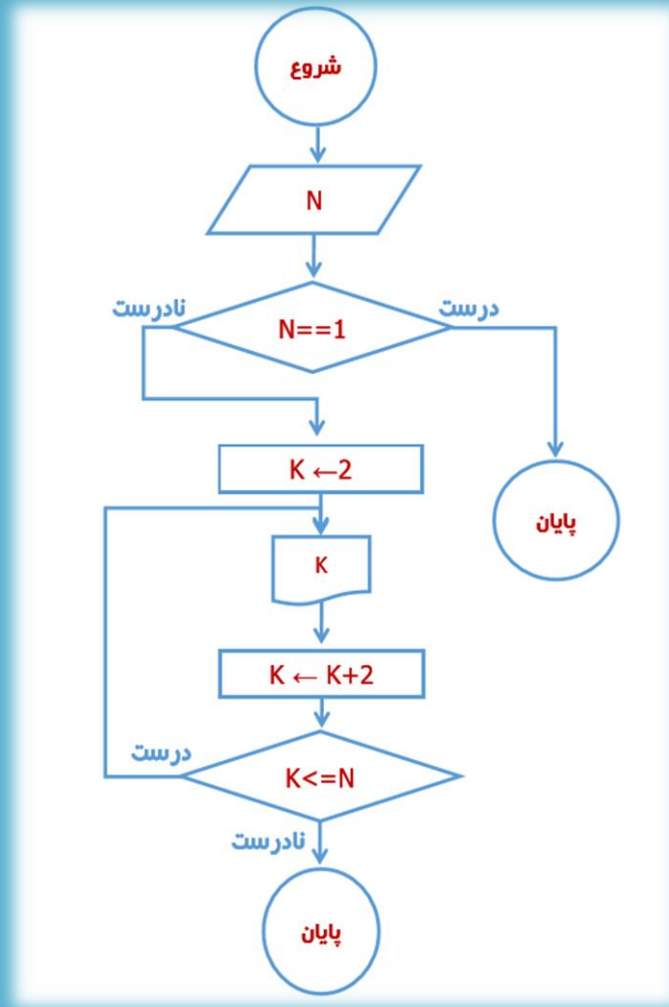 شروع
N
نادرست
درست
N==1
K ←2
پایان
K
K ← K+2
درست
K<=N
نادرست
پایان